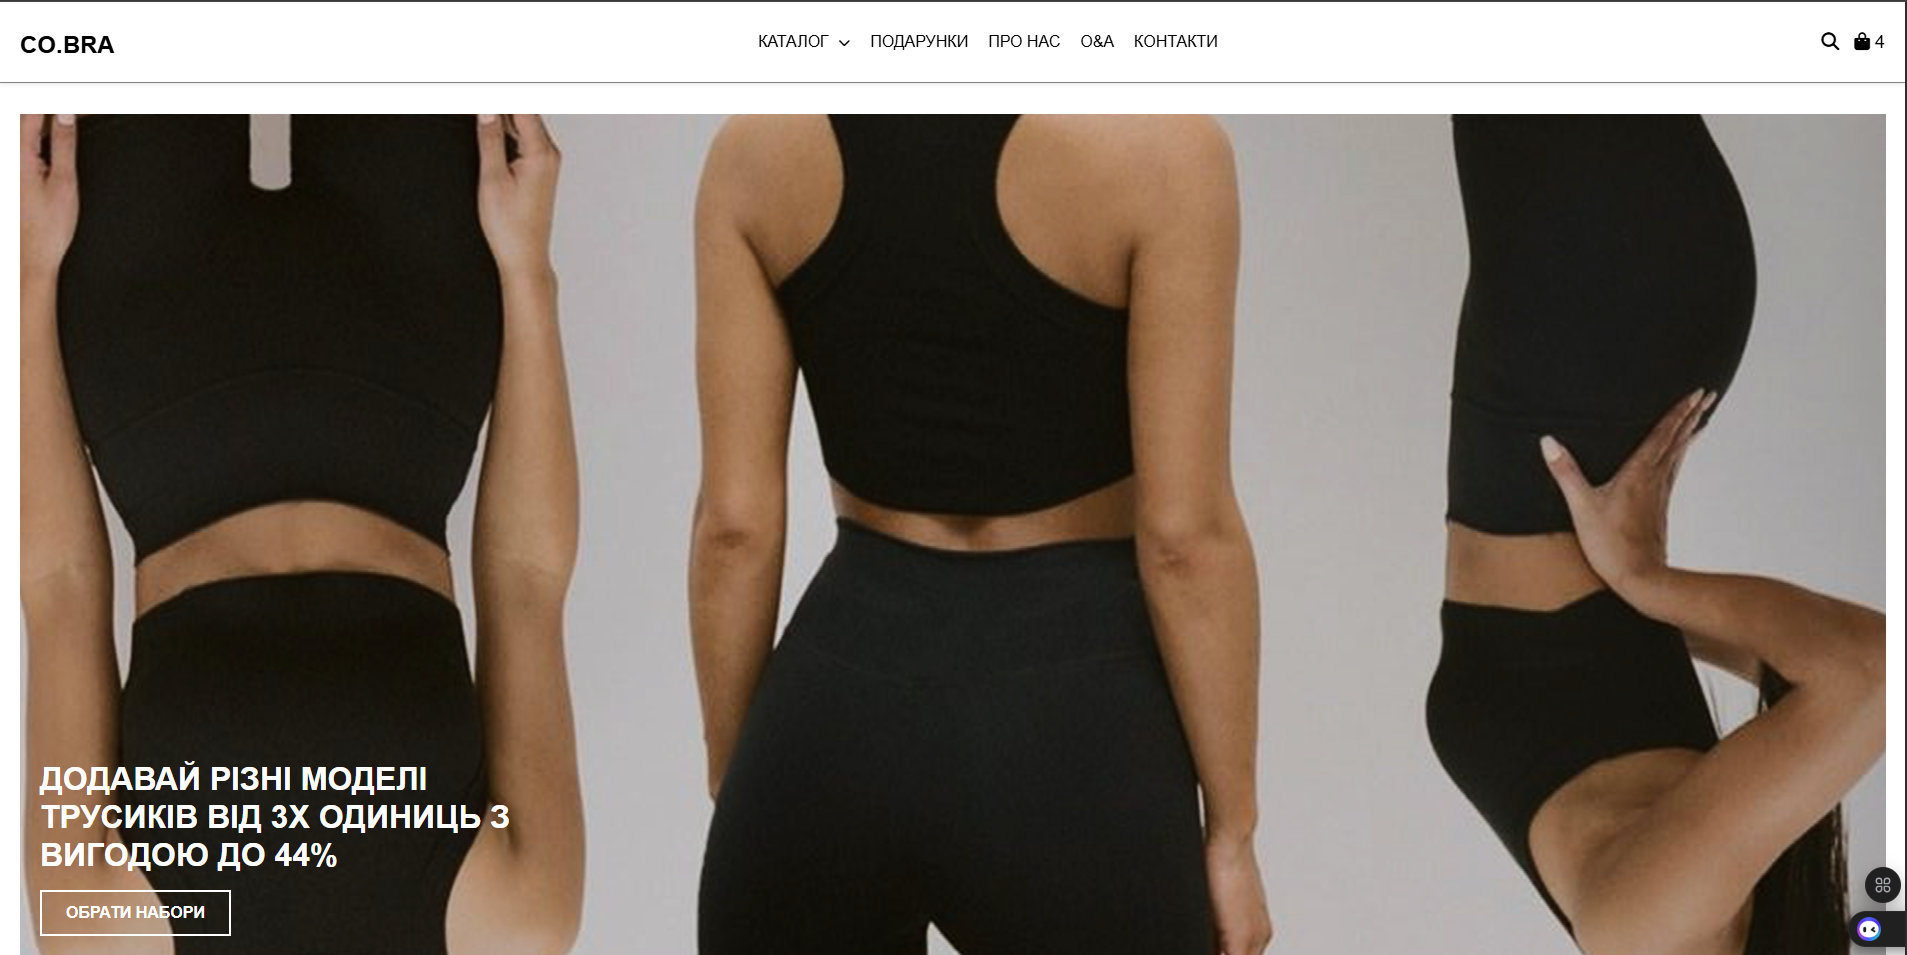 CO.BRA
КАТАЛОГ ПОДАРУНКИ ПРО НАС O&A КОНТАКТИ
4
ДОДАВАЙ РІЗНІ МОДЕЛІ
ТРУСИКІВ ВІД 3Х ОДИНИЦЬ З
ВИГОДОЮ ДО 44%
ОБРАТИ НАБОРИ